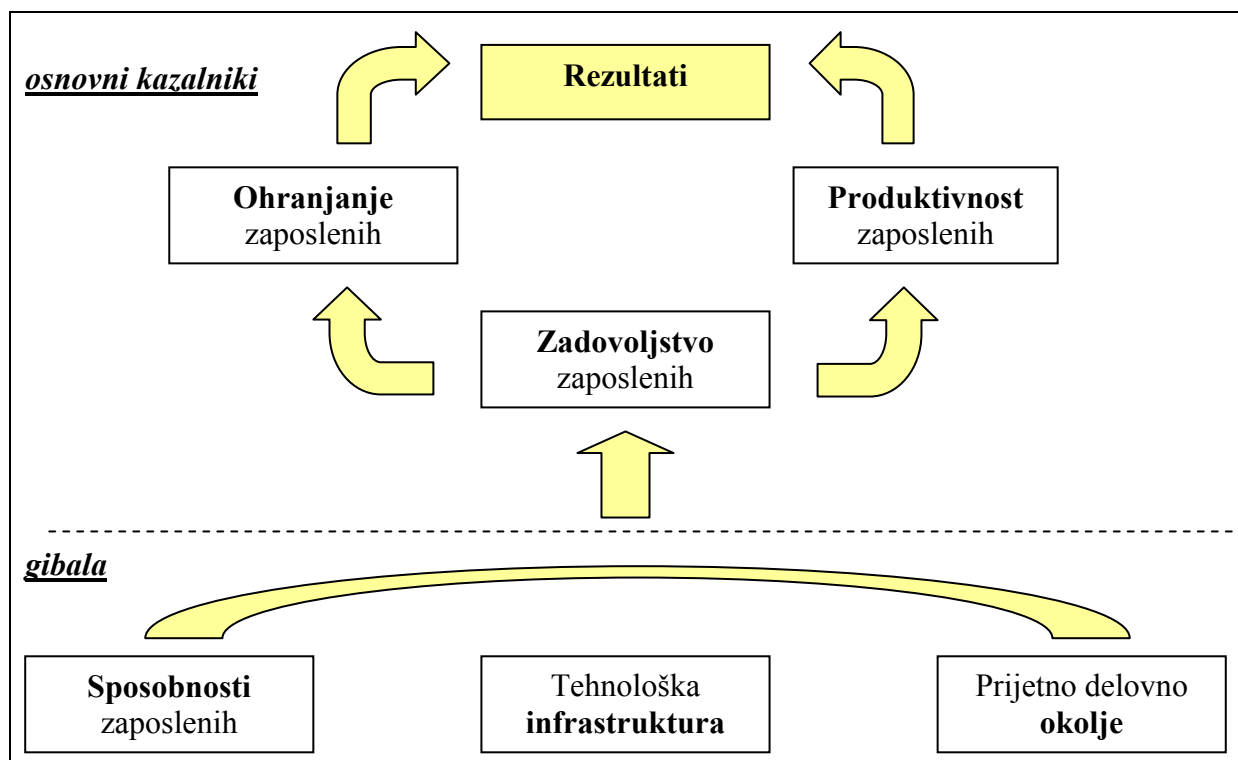 osnovni kazalniki
Rezultati
Ohranjanje
zaposlenih
Produktivnost
zaposlenih
Zadovoljstvo
zaposlenih
gibala
Sposobnosti
zaposlenih
Tehnološka
infrastruktura
Prijetno delovno
okolje